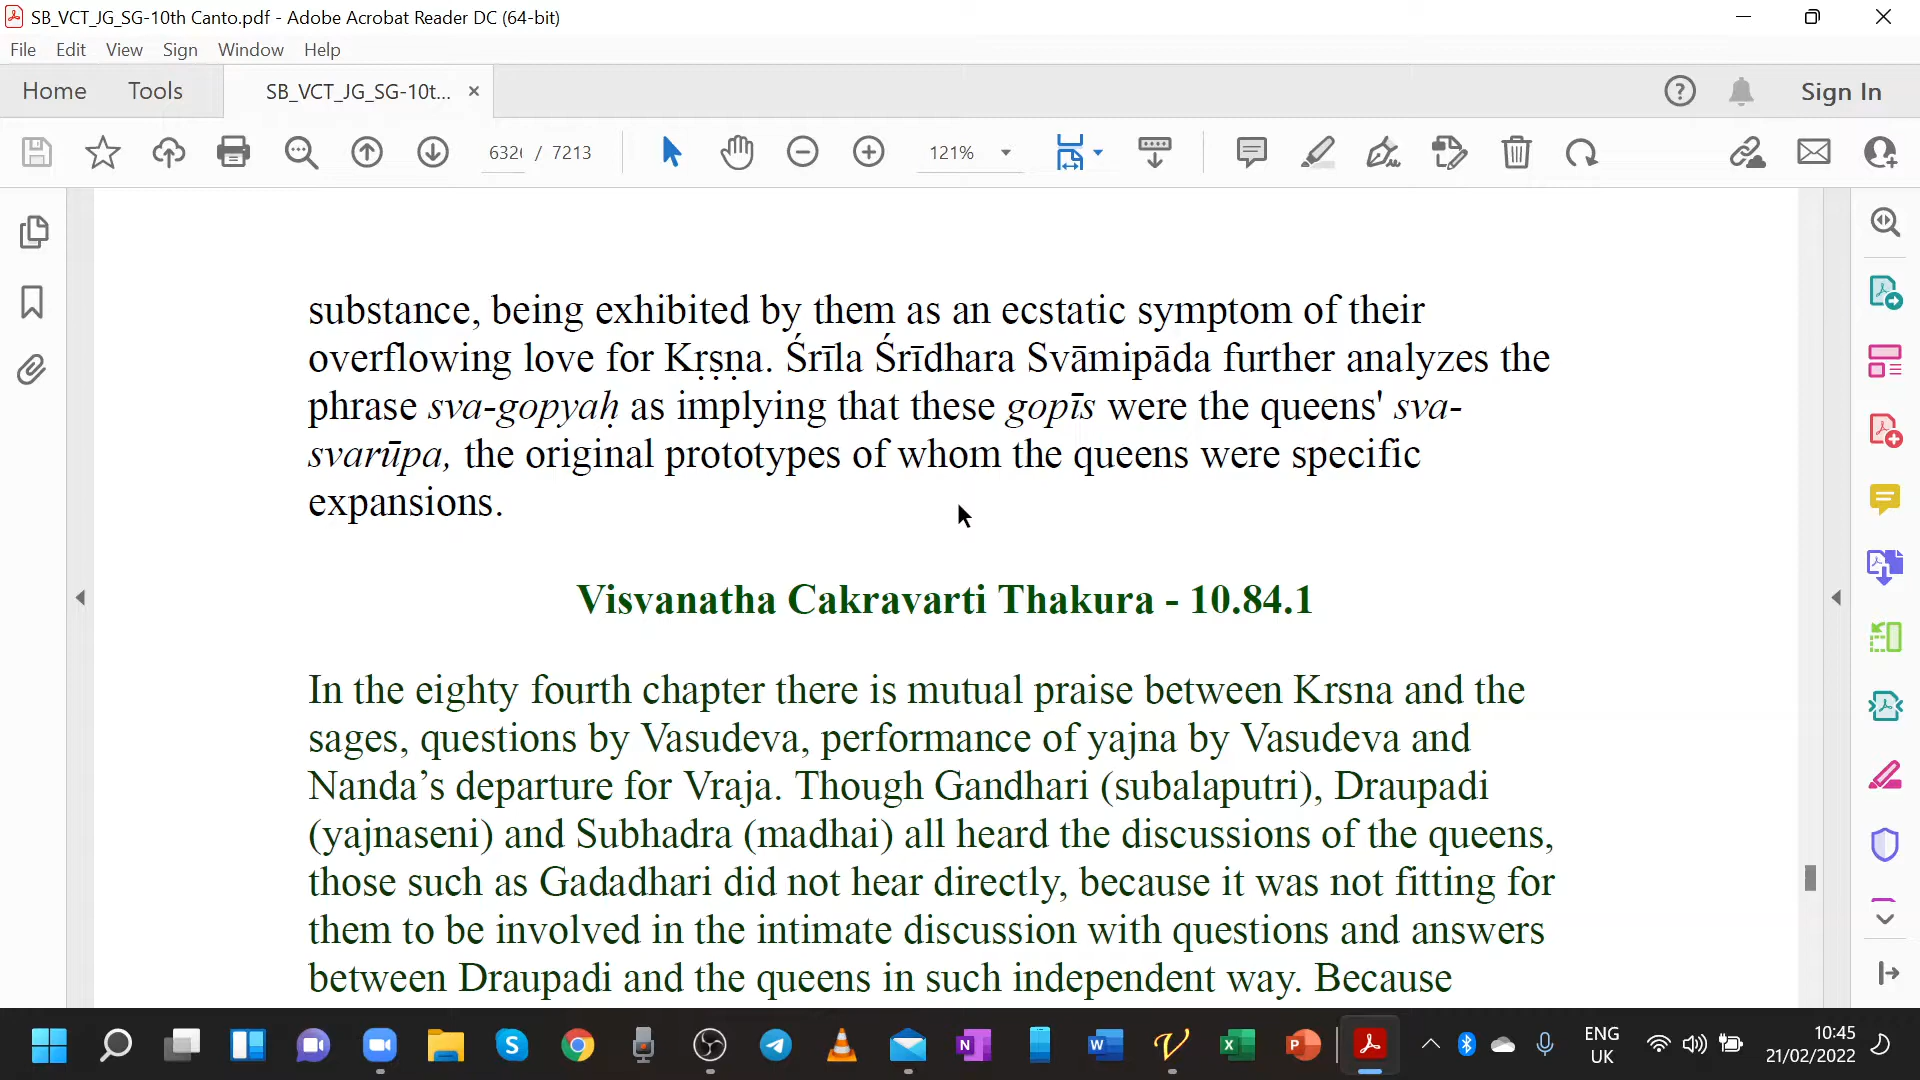 SB_VCT_JG_SG-10th Canto.pdf - Adobe Acrobat Reader DC (64-bit)
File Edit View Sign Window Help
Home Tools SB_VCT_JG_SG-10t... × Sign In
6326 / 7213 121%
substance, being exhibited by them as an ecstatic symptom of their
overflowing love for Kṛṣṇa. Śrīla Śrīdhara Svāmipāda further analyzes the
phrase sva-gopyaḥ as implying that these gopīs were the queens' sva-
svarūpa, the original prototypes of whom the queens were specific
expansions.
Visvanatha Cakravarti Thakura - 10.84.1
In the eighty fourth chapter there is mutual praise between Krsna and the
sages, questions by Vasudeva, performance of yajna by Vasudeva and
Nanda’s departure for Vraja. Though Gandhari (subalaputri), Draupadi
(yajnaseni) and Subhadra (madhai) all heard the discussions of the queens,
those such as Gadadhari did not hear directly, because it was not fitting for
them to be involved in the intimate discussion with questions and answers
between Draupadi and the queens in such independent way. Because
ENG
UK
10:45
21/02/2022